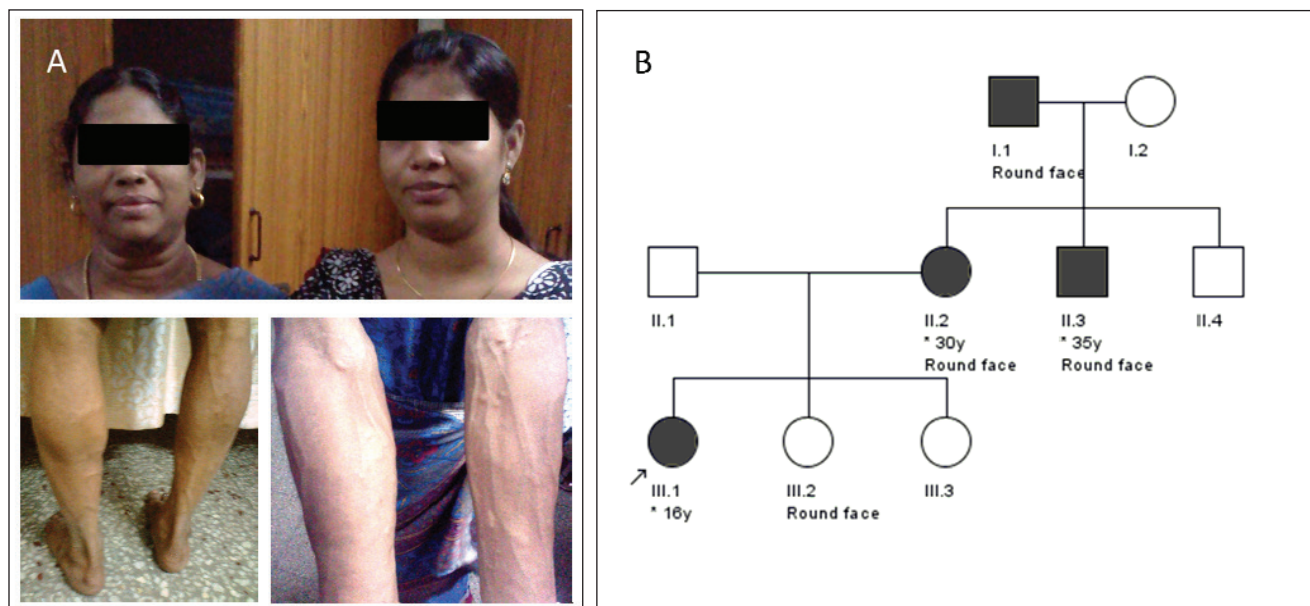 A
B
I.1
Round face
I.2
II.1
II.2
* 30y
Round face
II.3
* 35y
Round face
II.4
III.1
* 16y
III.2
Round face
III.3